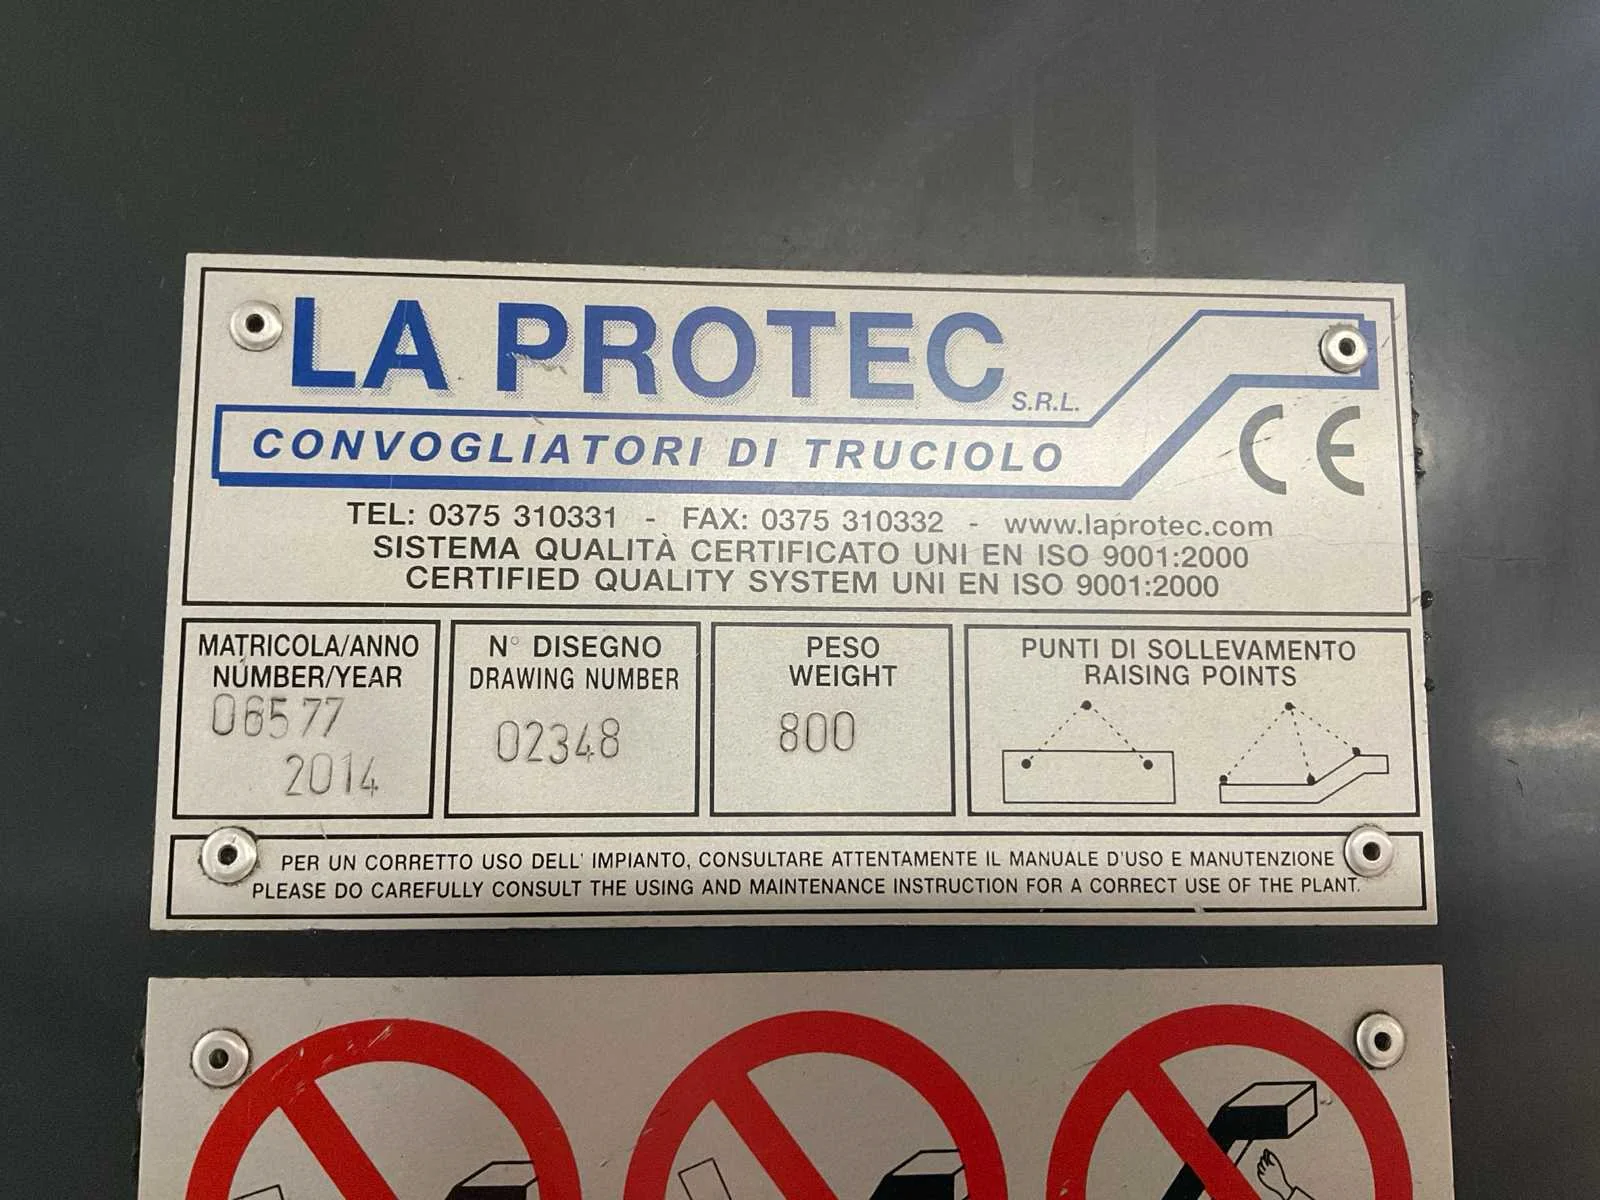 LA PROTEC S.R.L.
CONVOGLIATORI DI TRUCIOLO
CE
TEL: 0375 310331 - FAX: 0375 310332 - www.laprotec.com
SISTEMA QUALITÀ CERTIFICATO UNI EN ISO 9001:2000
CERTIFIED QUALITY SYSTEM UNI EN ISO 9001:2000
MATRICOLA/ANNO
NUMBER/YEAR
06577
2014
N° DISEGNO
DRAWING NUMBER
02348
PESO
WEIGHT
800
PUNTI DI SOLLEVAMENTO
RAISING POINTS
PER UN CORRETTO USO DELL' IMPIANTO, CONSULTARE ATTENTAMENTE IL MANUALE D'USO E MANUTENZIONE
PLEASE DO CAREFULLY CONSULT THE USING AND MAINTENANCE INSTRUCTION FOR A CORRECT USE OF THE PLANT.